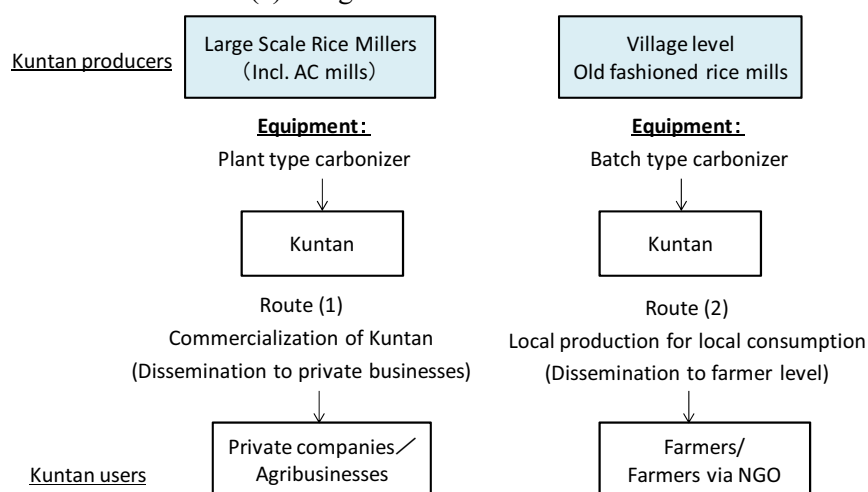 Kuntan producers
Large Scale Rice Millers
（Incl. AC mills）
Village level
Old fashioned rice mills
Equipment：
Plant type carbonizer
Equipment：
Batch type carbonizer
Kuntan
Kuntan
Route (1)
Commercialization of Kuntan
(Dissemination to private businesses)
Route (2)
Local production for local consumption
(Dissemination to farmer level)
Kuntan users
Private companies／
Agribusinesses
Farmers/
Farmers via NGO